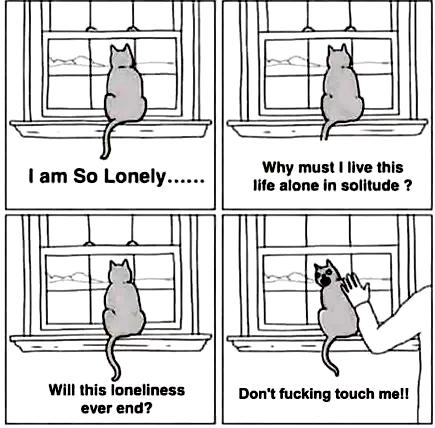 I am So Lonely......
Why must I live this
life alone in solitude ?
Will this loneliness
ever end?
Don't fucking touch me!!